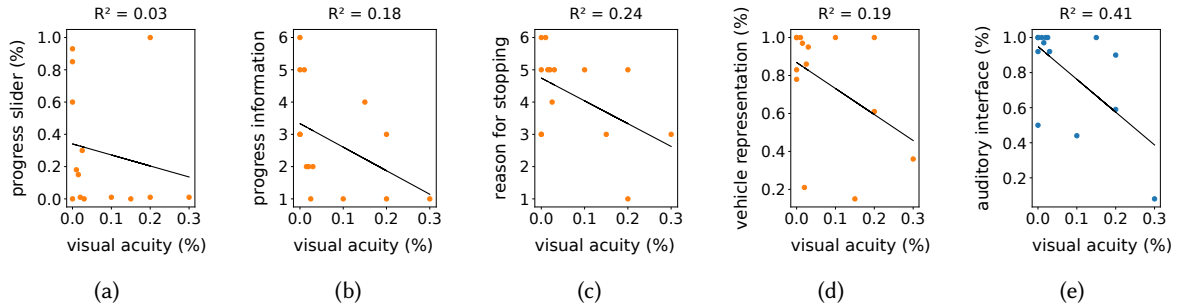 R² = 0.03
progress slider (%)
1.0
0.8
0.6
0.4
0.2
0.0
0.0 0.1 0.2 0.3
visual acuity (%)
(a)
R² = 0.18
progress information
6
5
4
3
2
1
0.0 0.1 0.2 0.3
visual acuity (%)
(b)
R² = 0.24
reason for stopping
6
5
4
3
2
1
0.0 0.1 0.2 0.3
visual acuity (%)
(c)
R² = 0.19
vehicle representation (%)
1.0
0.8
0.6
0.4
0.2
0.0 0.1 0.2 0.3
visual acuity (%)
(d)
R² = 0.41
auditory interface (%)
1.0
0.8
0.6
0.4
0.2
0.0 0.1 0.2 0.3
visual acuity (%)
(e)